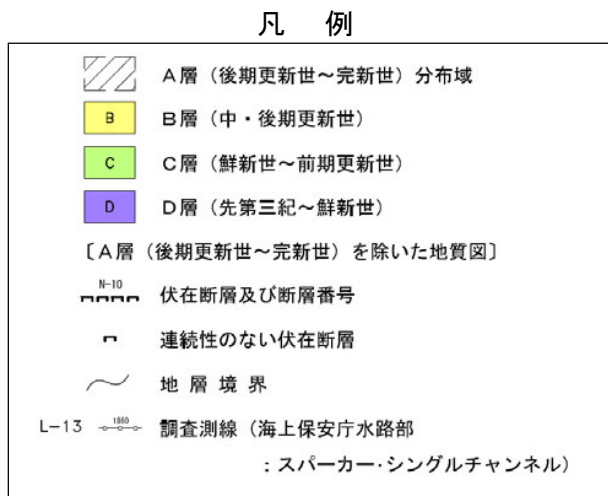 凡 例
A層（後期更新世～完新世）分布域
B B層（中・後期更新世）
C C層（鮮新世～前期更新世）
D D層（先第三紀～鮮新世）
〔A層（後期更新世～完新世）を除いた地質図〕
N-10
伏在断層及び断層番号
連続性のない伏在断層
地層境界
L-13 1860 調査測線（海上保安庁水路部
：スパーカー・シングルチャンネル）